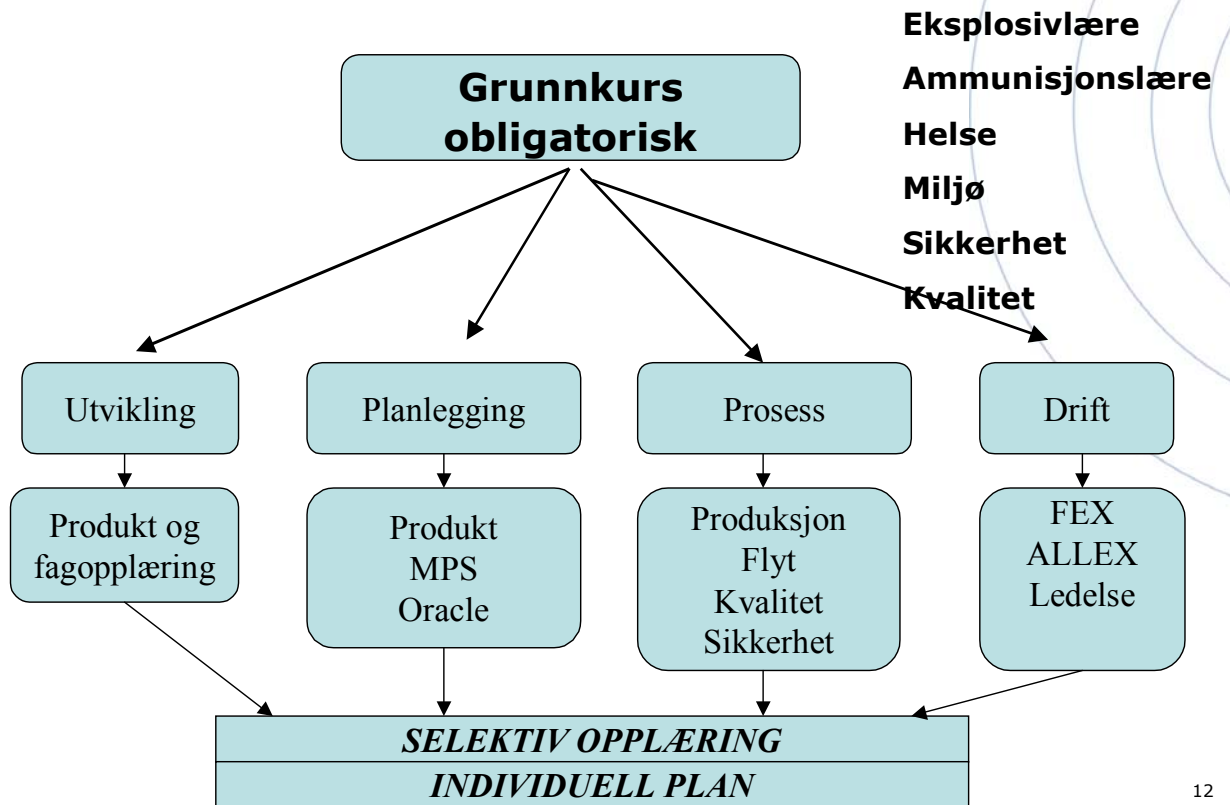 Grunnkurs
obligatorisk
Eksplosivlære
Ammunisjonslære
Helse
Miljø
Sikkerhet
Kvalitet
Utvikling
Planlegging
Prosess
Drift
Produkt og
fagopplæring
Produkt
MPS
Oracle
Produksjon
Flyt
Kvalitet
Sikkerhet
FEX
ALLEX
Ledelse
SELEKTIV OPPLÆRING
INDIVIDUELL PLAN
12